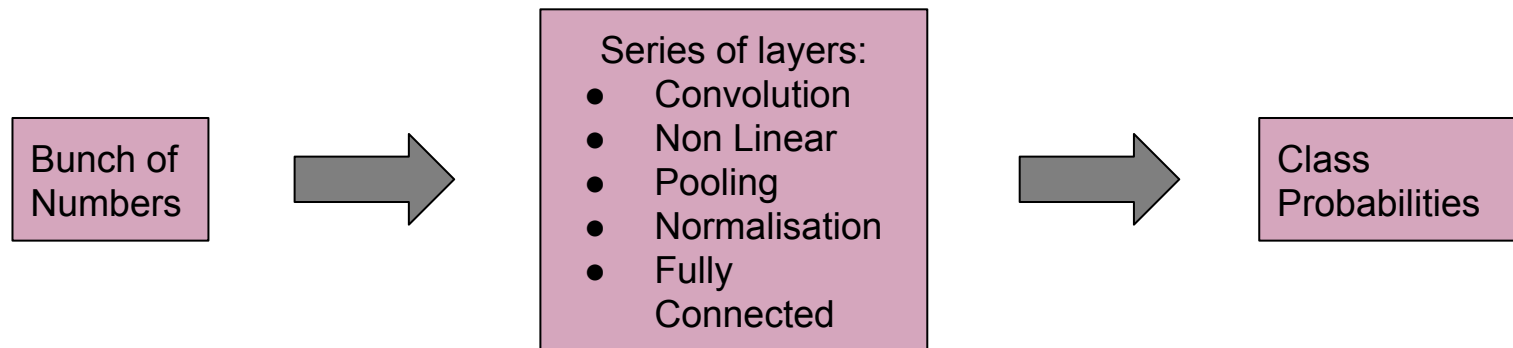 Bunch of
Numbers
Series of layers:
● Convolution
● Non Linear
● Pooling
● Normalisation
● Fully
Connected
Class
Probabilities